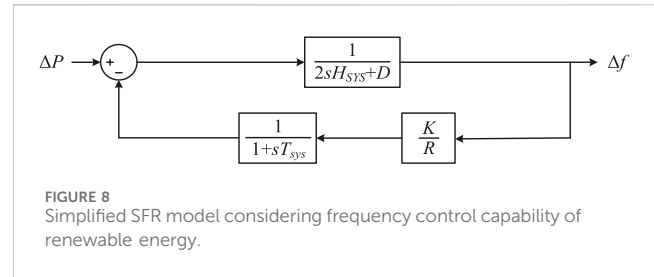 ΔP
+
−
1
2sH_SYS+D
Δf
1
1+sT_sys
K
R
FIGURE 8
Simplified SFR model considering frequency control capability of
renewable energy.